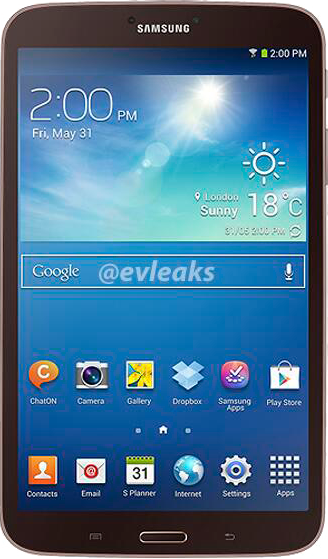 SAMSUNG
2:00 PM
2:00 PM
Fri, May 31
London
Sunny 18°C
31/05 2:00 PM
Google
@evleaks
ChatON Camera Gallery Dropbox Samsung Apps Play Store
31
Contacts Email S Planner Internet Settings Apps